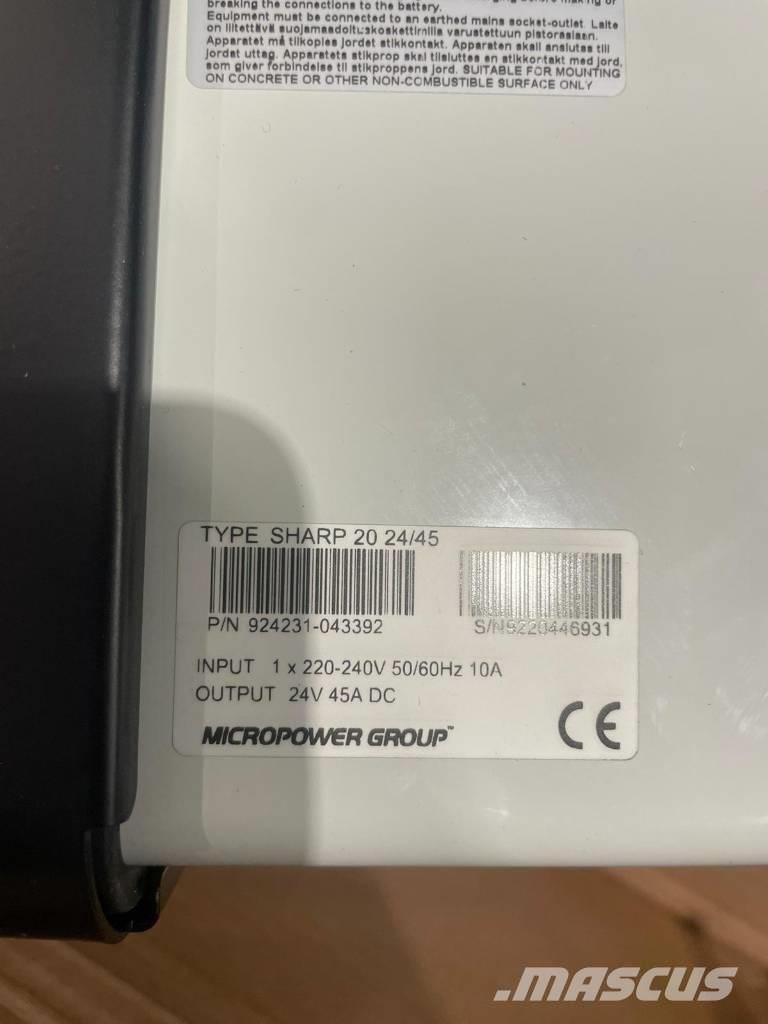 breaking the connections to the battery.
Equipment must be connected to an earthed mains socket-outlet. Laite
on liitettävä suojamaadoituskoskettimilla varustettuun pistorasiaan.
Apparatet må tilkoples jordet stikkontakt. Apparaten skall anslutas till
jordat uttag. Apparatets stikprop skal tilsluttes en stikkontakt med jord,
som giver forbindelse til stikproppens jord. SUITABLE FOR MOUNTING
ON CONCRETE OR OTHER NON-COMBUSTIBLE SURFACE ONLY
TYPE SHARP 20 24/45
P/N 924231-043392
S/N9220446931
INPUT 1 x 220-240V 50/60Hz 10A
OUTPUT 24V 45A DC
MICROPOWER GROUP™
CE
MASCUS